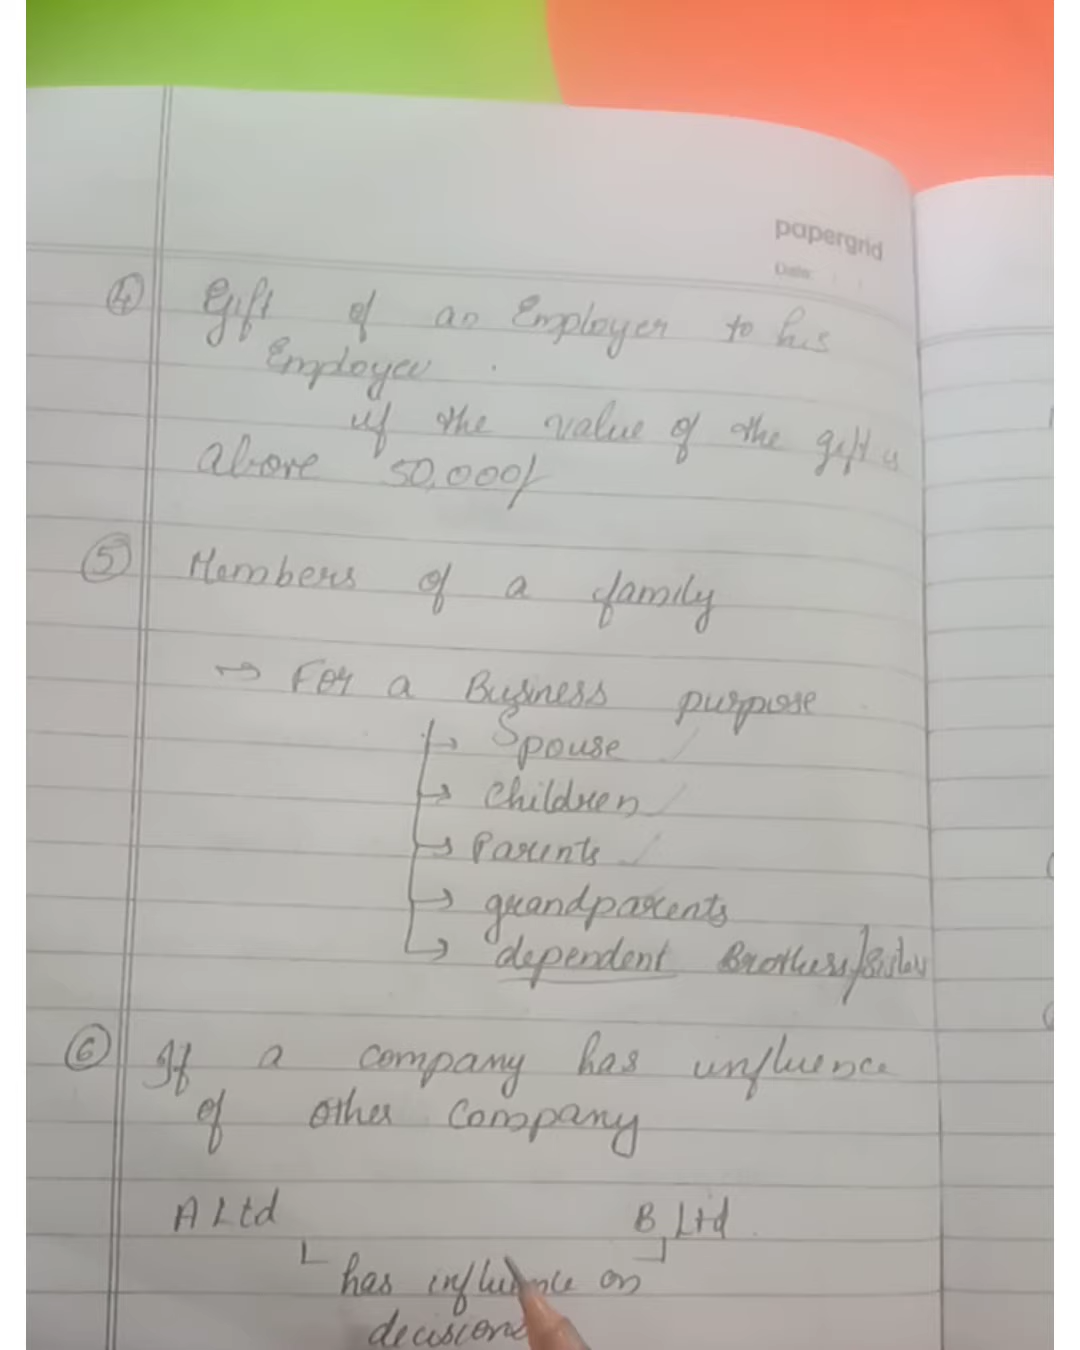 papergrid
Date:
④ Gift of an Employer to his
Employee.
if the value of the gift is
above 50,000/-
⑤ Members of a family
→ For a Business purpose
→ Spouse
→ Children
→ Parents
→ grandparents
→ dependent Brothers/Sisters
⑥ If a company has influence
of other Company
A Ltd B Ltd
has influence on
decisions